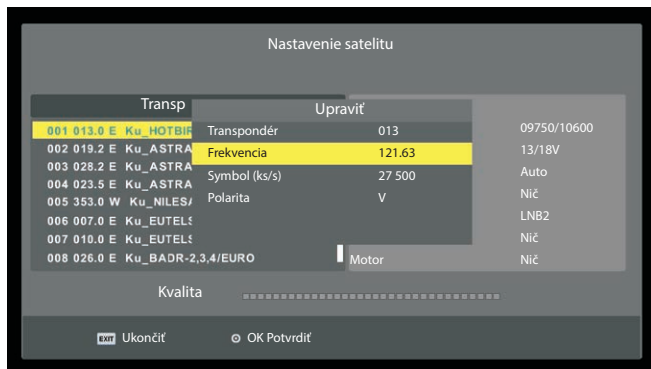 Nastavenie satelitu
Transp
Upraviť
001 013.0 E Ku_HOTBIR
002 019.2 E Ku_ASTRA
003 028.2 E Ku_ASTRA
004 023.5 E Ku_ASTRA
005 353.0 W Ku_NILESA
006 007.0 E Ku_EUTELS
007 010.0 E Ku_EUTELS
008 026.0 E Ku_BADR-2,3,4/EURO
Transpondér 013
Frekvencia 121.63
Symbol (ks/s) 27 500
Polarita V
09750/10600
13/18V
Auto
Nič
LNB2
Nič
Motor Nič
Kvalita
EXIT Ukončiť OK Potvrdiť